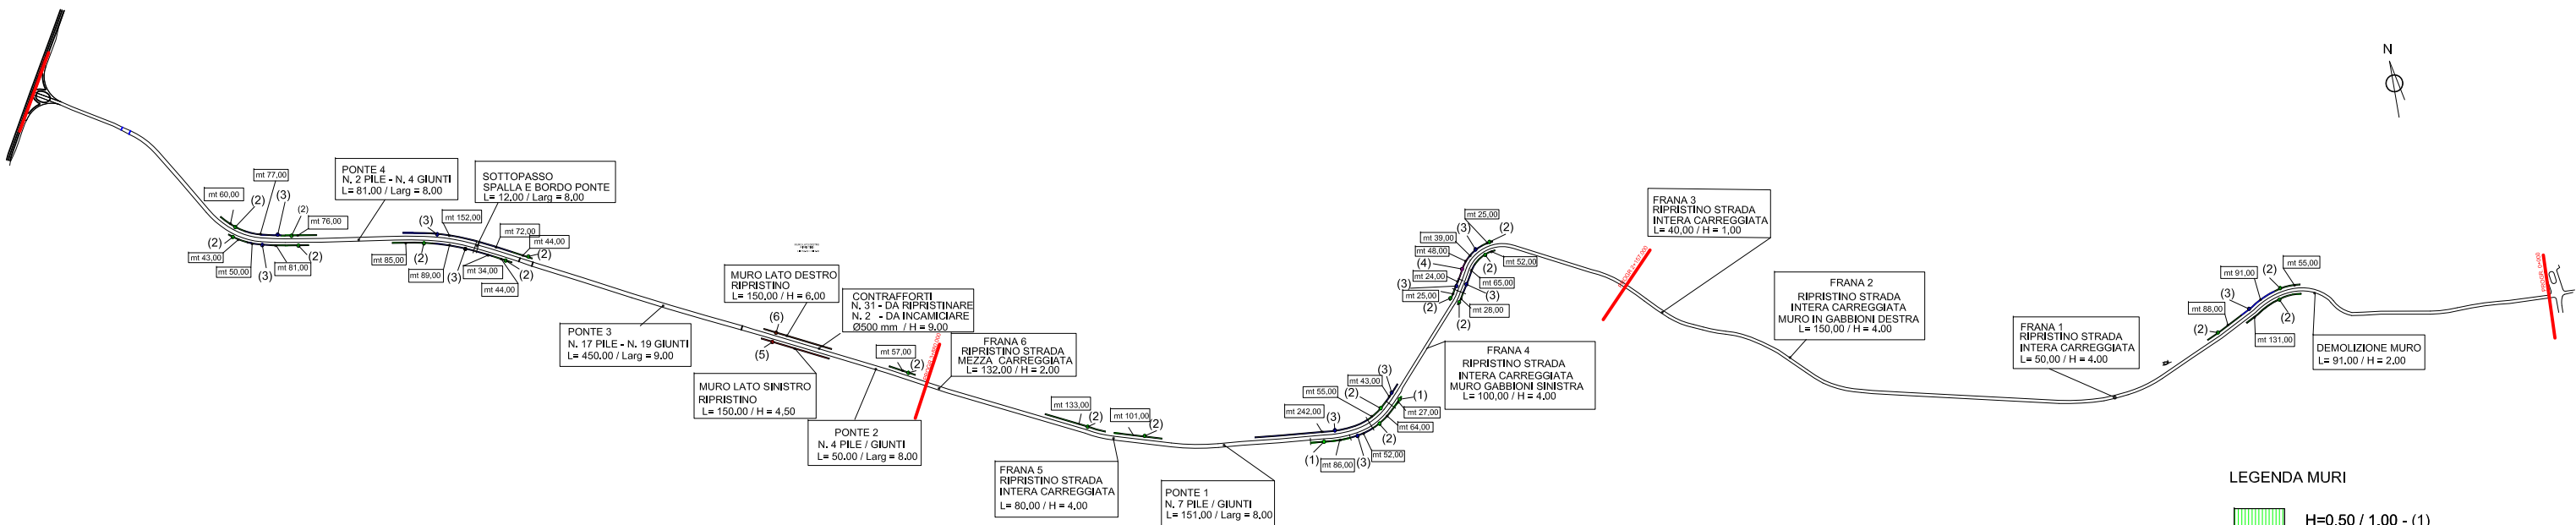 N
mt 60,00
(2)
mt 77,00
(3)
(2)
mt 76,00
(2)
mt 43,00
mt 50,00
(3)
mt 81,00
(2)
PONTE 4
N. 2 PILE - N. 4 GIUNTI
L= 81.00 / Larg = 8.00
SOTTOPASSO
SPALLA E BORDO PONTE
L= 12.00 / Larg = 8.00
(3)
mt 152,00
mt 72,00
mt 44,00
(2)
mt 85,00
(2)
mt 89,00
(3)
mt 34,00
(2)
mt 44,00
PONTE 3
N. 17 PILE - N. 19 GIUNTI
L= 450.00 / Larg = 9.00
MURO LATO DESTRO
RIPRISTINO
L= 150.00 / H = 6.00
(6)
(5)
CONTRAFFORTI
N. 31 - DA RIPRISTINARE
N. 2 - DA INCAMICIARE
Ø500 mm / H = 9.00
MURO LATO SINISTRO
RIPRISTINO
L= 150.00 / H = 4,50
PONTE 2
N. 4 PILE / GIUNTI
L= 50.00 / Larg = 8.00
mt 57,00
(2)
FRANA 6
RIPRISTINO STRADA
MEZZA CARREGGIATA
L= 132.00 / H = 2.00
mt 133,00
(2)
mt 101,00
(2)
FRANA 5
RIPRISTINO STRADA
INTERA CARREGGIATA
L= 80.00 / H = 4.00
PONTE 1
N. 7 PILE / GIUNTI
L= 151.00 / Larg = 8.00
mt 242,00
(3)
mt 55,00
(2)
mt 43,00
(3)
(1)
mt 27,00
mt 64,00
(2)
(1)
mt 86,00
(3)
mt 52,00
FRANA 4
RIPRISTINO STRADA
INTERA CARREGGIATA
MURO GABBIONI SINISTRA
L= 100,00 / H = 4.00
mt 25,00
(2)
(3)
mt 39,00
mt 48,00
(4)
mt 24,00
(3)
mt 25,00
(2)
(2)
mt 52,00
mt 65,00
(3)
mt 28,00
(2)
FRANA 3
RIPRISTINO STRADA
INTERA CARREGGIATA
L= 40,00 / H = 1,00
FRANA 2
RIPRISTINO STRADA
INTERA CARREGGIATA
MURO IN GABBIONI DESTRA
L= 150,00 / H = 4.00
FRANA 1
RIPRISTINO STRADA
INTERA CARREGGIATA
L= 50,00 / H = 4.00
mt 91,00
(2)
mt 55,00
(3)
mt 88,00
(2)
(2)
mt 131,00
DEMOLIZIONE MURO
L= 91.00 / H = 2.00
LEGENDA MURI
H=0.50 / 1.00 - (1)